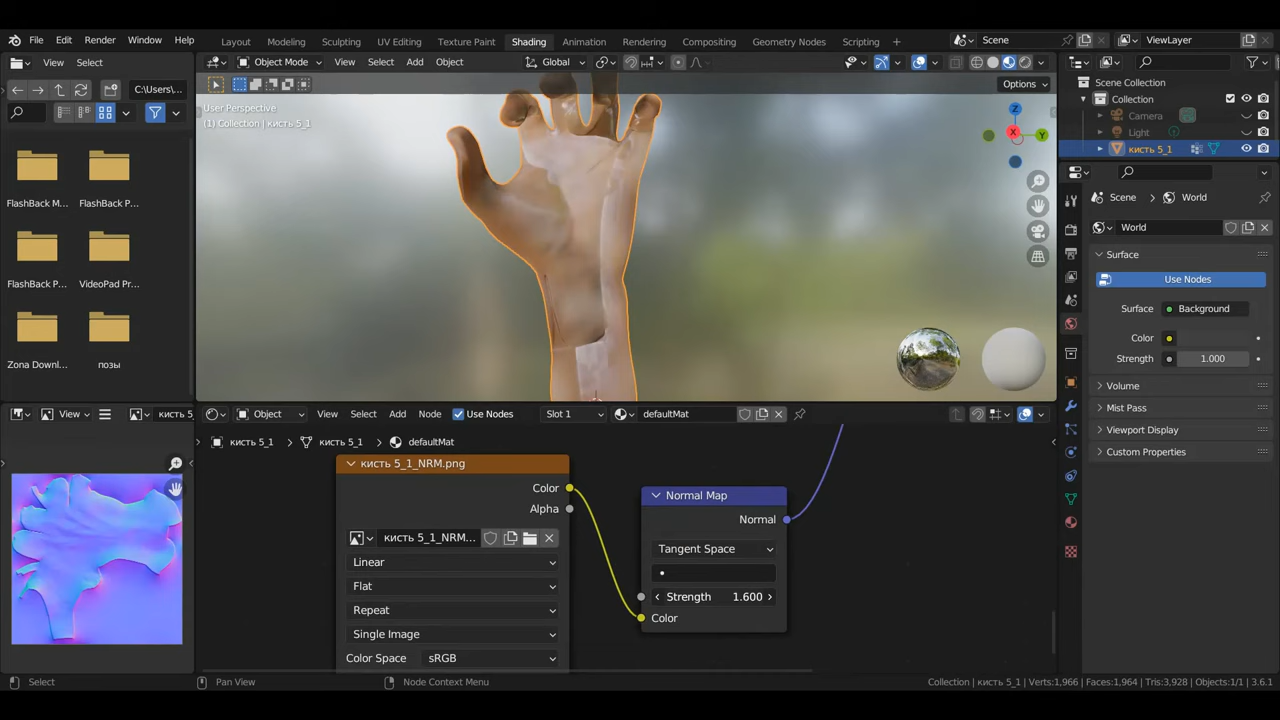 File Edit Render Window Help
Layout Modeling Sculpting UV Editing Texture Paint Shading Animation Rendering Compositing Geometry Nodes Scripting
Scene
ViewLayer
View Select
C:\Users\...
FlashBack M...
FlashBack P...
FlashBack P...
VideoPad Pr...
Zona Downl...
позы
Object Mode View Select Add Object Global
Options
User Perspective
(1) Collection | кисть 5_1
X
Y
Z
Scene Collection
Collection
Camera
Light
кисть 5_1
Scene World
World
Surface
Use Nodes
Surface Background
Color
Strength 1.000
Volume
Mist Pass
Viewport Display
Custom Properties
View
кисть 5_
Object View Select Add Node Use Nodes Slot 1 defaultMat
кисть 5_1 кисть 5_1 defaultMat
кисть 5_1_NRM.png
Color
Alpha
кисть 5_1_NRM...
Linear
Flat
Repeat
Single Image
Color Space sRGB
Normal Map
Normal
Tangent Space
Strength 1.600
Color
Select
Pan View
Node Context Menu
Collection | кисть 5_1 | Verts:1,966 | Faces:1,964 | Tris:3,928 | Objects:1/1 | 3.6.1